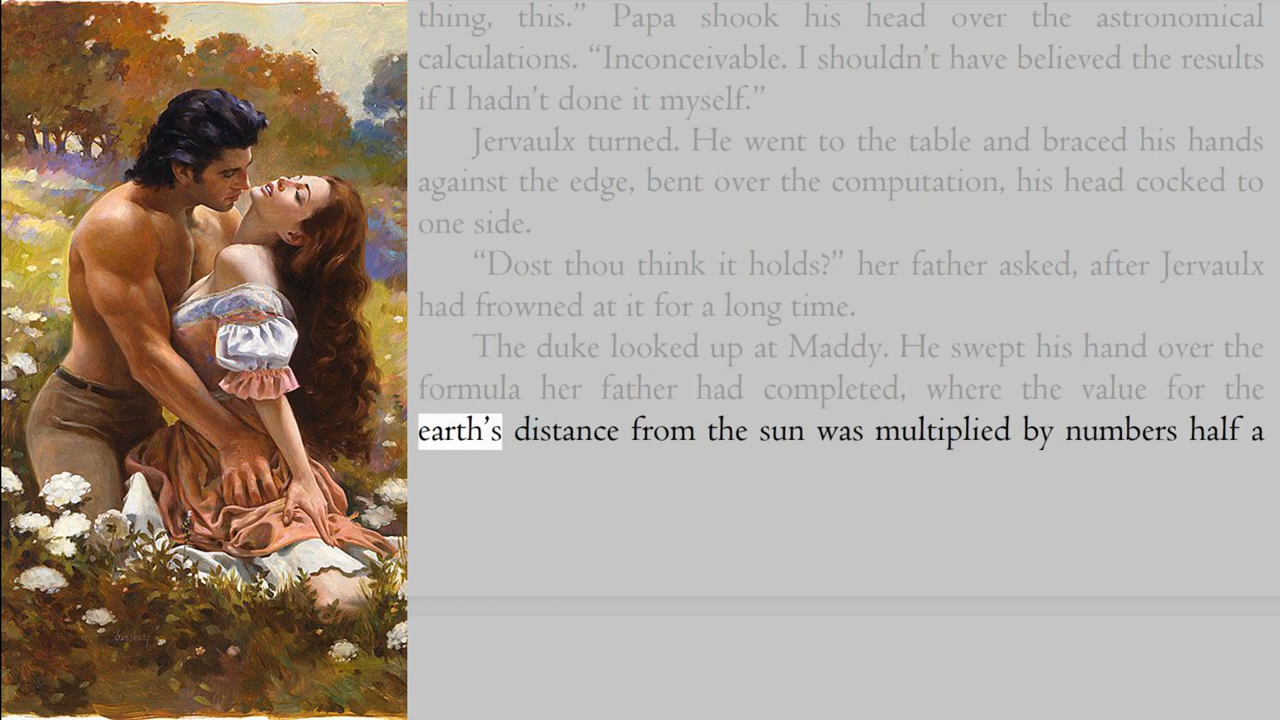 thing, this.” Papa shook his head over the astronomical
calculations. “Inconceivable. I shouldn’t have believed the results
if I hadn’t done it myself.”
Jervaulx turned. He went to the table and braced his hands
against the edge, bent over the computation, his head cocked to
one side.
“Dost thou think it holds?” her father asked, after Jervaulx
had frowned at it for a long time.
The duke looked up at Maddy. He swept his hand over the
formula her father had completed, where the value for the
earth’s distance from the sun was multiplied by numbers half a